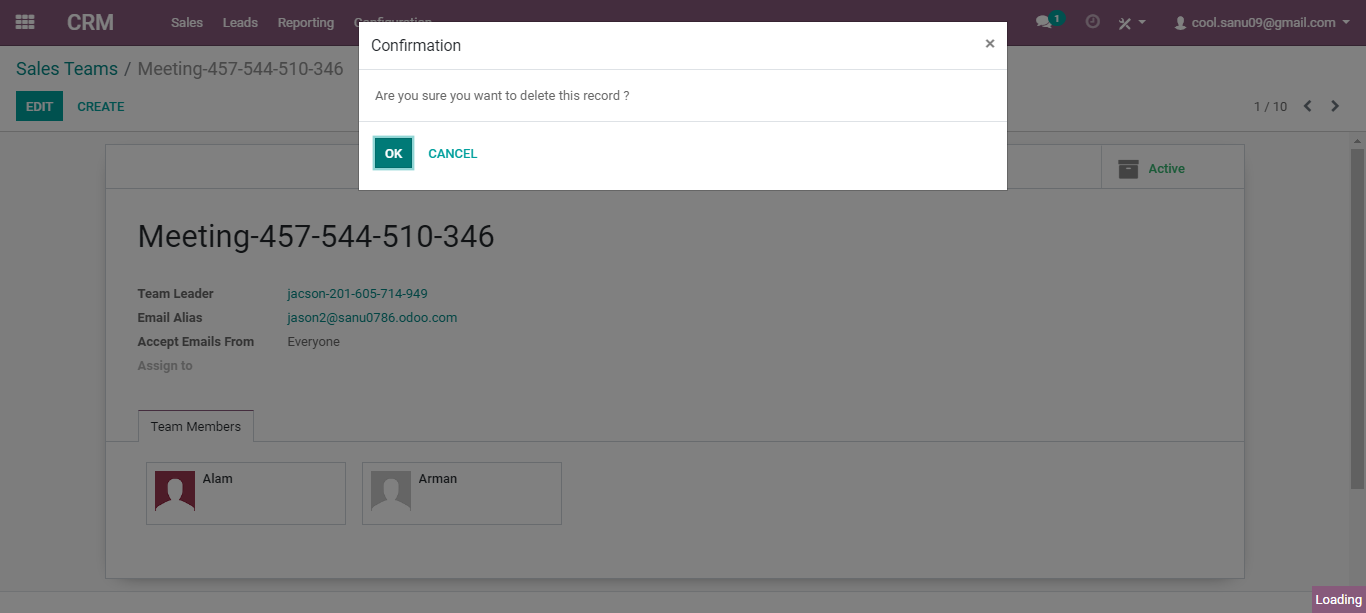 CRM Sales Leads Reporting Configuration 1 cool.sanu09@gmail.com
Confirmation ×
Sales Teams / Meeting-457-544-510-346
Are you sure you want to delete this record ?
EDIT CREATE 1 / 10
OK CANCEL
Active
Meeting-457-544-510-346
Team Leader jacson-201-605-714-949
Email Alias jason2@sanu0786.odoo.com
Accept Emails From Everyone
Assign to
Team Members
Alam Arman
Loading